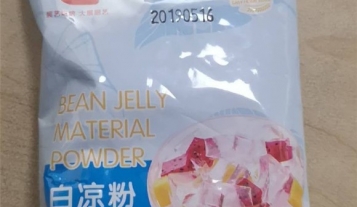 20190516
BEAN JELLY
MATERIAL
POWDER
白凉粉